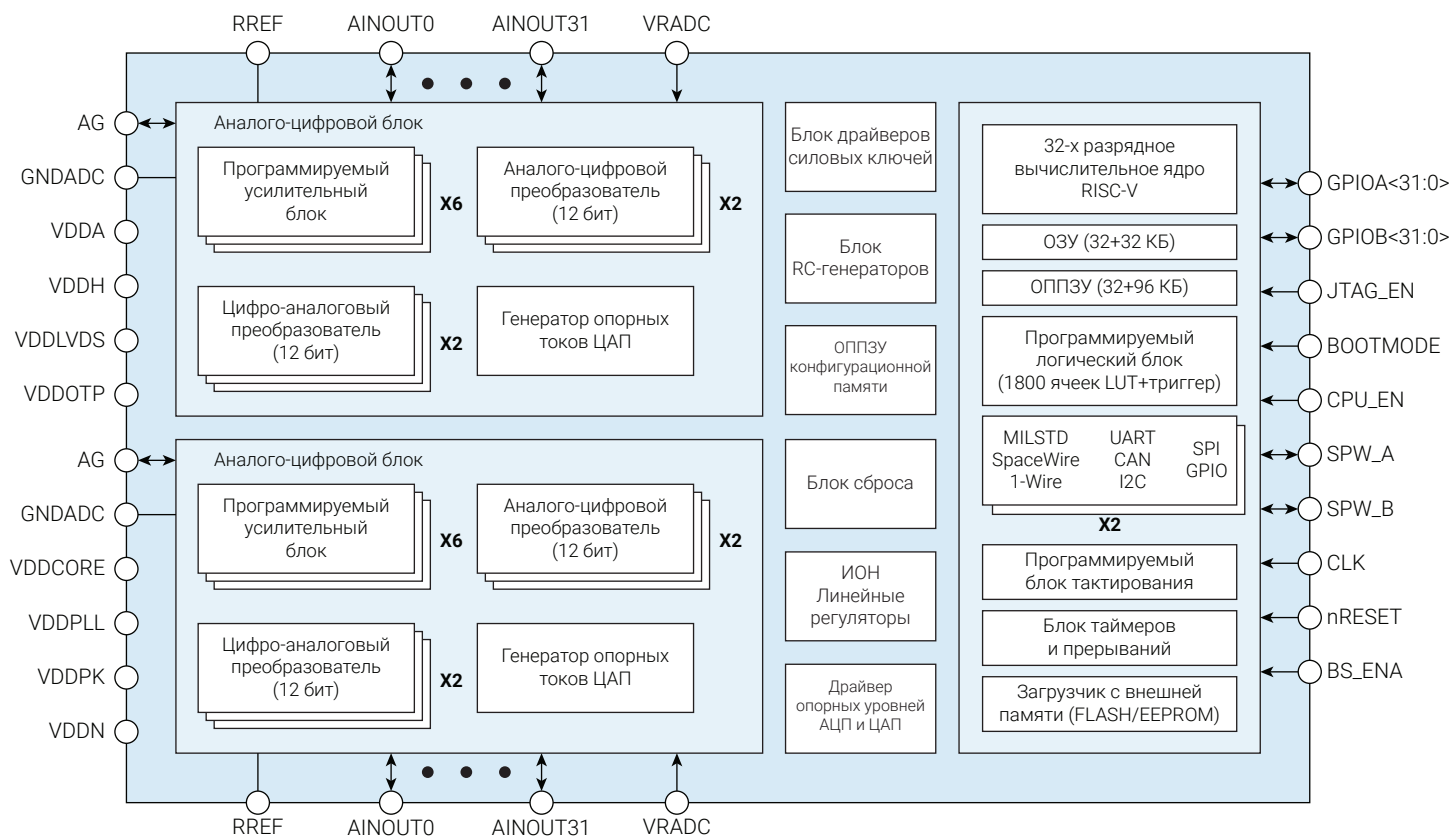 RREF
AINOUT0
AINOUT31
VRADC
AG
GNDADC
VDDA
VDDH
VDDLVDS
VDDOTP
AG
GNDADC
VDDCORE
VDDPLL
VDDPK
VDDN
Аналого-цифровой блок
Программируемый
усилительный
блок
X6
Аналого-цифровой
преобразователь
(12 бит)
X2
Цифро-аналоговый
преобразователь
(12 бит)
X2
Генератор опорных
токов ЦАП
Аналого-цифровой блок
Программируемый
усилительный
блок
X6
Аналого-цифровой
преобразователь
(12 бит)
X2
Цифро-аналоговый
преобразователь
(12 бит)
X2
Генератор опорных
токов ЦАП
Блок драйверов
силовых ключей
Блок
RC-генераторов
ОППЗУ
конфигурационной
памяти
Блок сброса
ИОН
Линейные
регуляторы
Драйвер
опорных уровней
АЦП и ЦАП
32-х разрядное
вычислительное ядро
RISC-V
ОЗУ (32+32 КБ)
ОППЗУ (32+96 КБ)
Программируемый
логический блок
(1800 ячеек LUT+триггер)
MILSTD
SpaceWire
1-Wire
UART
CAN
I2C
SPI
GPIO
X2
Программируемый
блок тактирования
Блок таймеров
и прерываний
Загрузчик с внешней
памяти (FLASH/EEPROM)
GPIOA<31:0>
GPIOB<31:0>
JTAG_EN
BOOTMODE
CPU_EN
SPW_A
SPW_B
CLK
nRESET
BS_ENA
RREF
AINOUT0
AINOUT31
VRADC